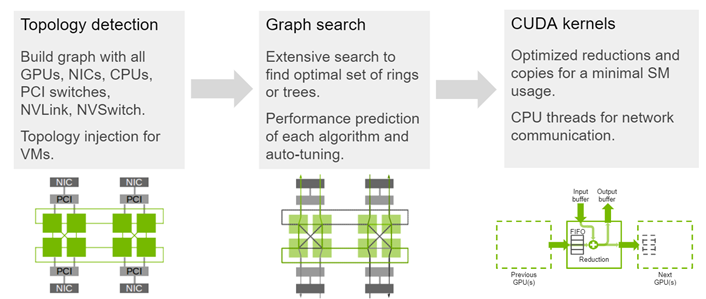 Topology detection
Build graph with all
GPUs, NICs, CPUs,
PCI switches,
NVLink, NVSwitch.
Topology injection for
VMs.
Graph search
Extensive search to
find optimal set of rings
or trees.
Performance prediction
of each algorithm and
auto-tuning.
CUDA kernels
Optimized reductions and
copies for a minimal SM
usage.
CPU threads for network
communication.
NIC
NIC
PCI
PCI
PCI
PCI
NIC
NIC
Input
buffer
Output
buffer
FIFO
Reduction
Previous
GPU(s)
Next
GPU(s)